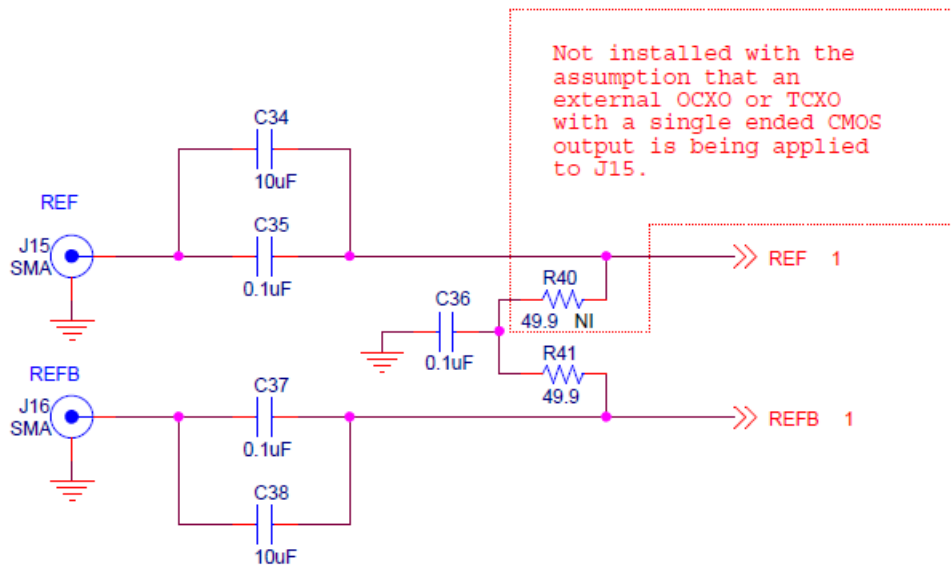 Not installed with the
assumption that an
external OCXO or TCXO
with a single ended CMOS
output is being applied
to J15.
C34
10uF
REF
J15
SMA
C35
0.1uF
REF 1
R40
49.9 NI
C36
0.1uF
R41
49.9
REFB
J16
SMA
C37
0.1uF
REFB 1
C38
10uF